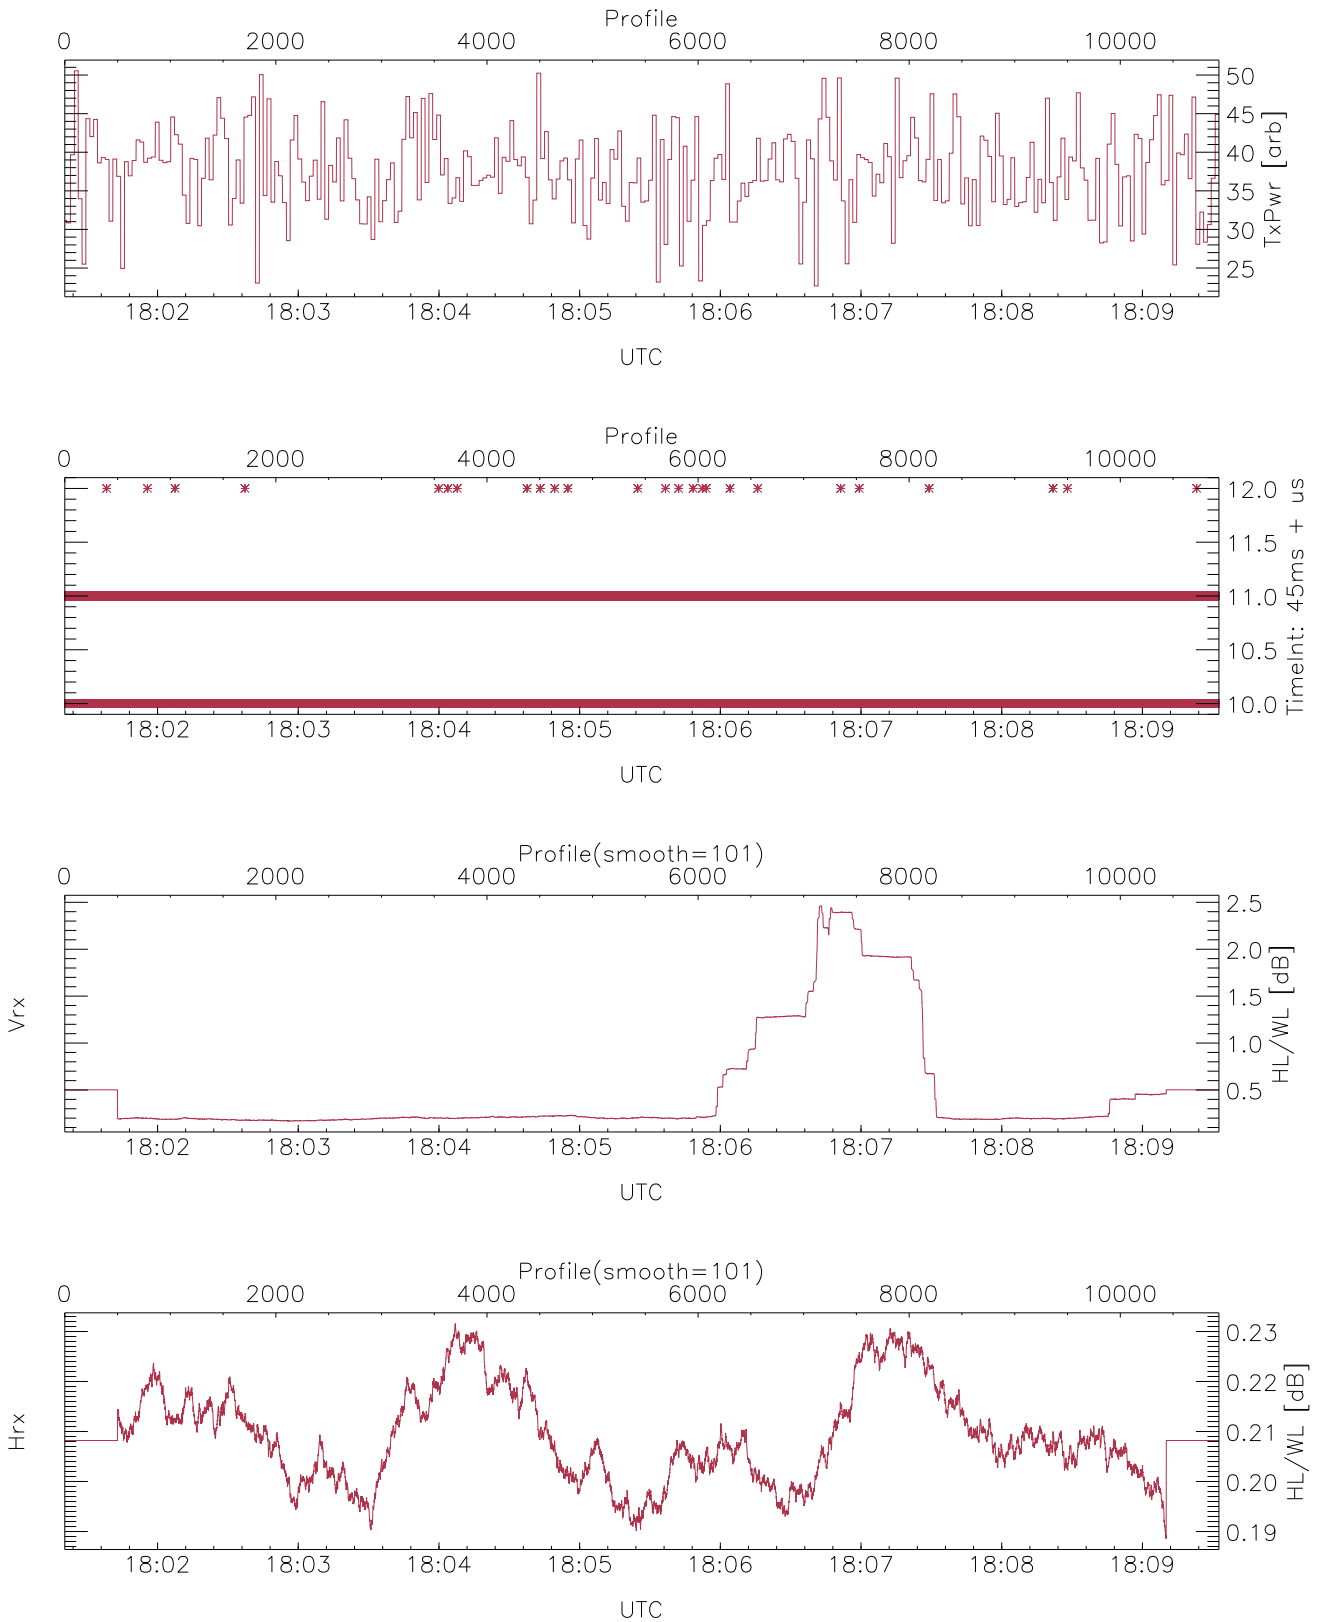 Profile
0 2000 4000 6000 8000 10000
50
45
40
35
30
25
TxPwr [arb]
18:02 18:03 18:04 18:05 18:06 18:07 18:08 18:09
UTC
Profile
0 2000 4000 6000 8000 10000
12.0
11.5
11.0
10.5
10.0
TimeInt: 45ms + us
18:02 18:03 18:04 18:05 18:06 18:07 18:08 18:09
UTC
Profile(smooth=101)
0 2000 4000 6000 8000 10000
Vrx
2.5
2.0
1.5
1.0
0.5
HL/WL [dB]
18:02 18:03 18:04 18:05 18:06 18:07 18:08 18:09
UTC
Profile(smooth=101)
0 2000 4000 6000 8000 10000
Hrx
0.23
0.22
0.21
0.20
0.19
HL/WL [dB]
18:02 18:03 18:04 18:05 18:06 18:07 18:08 18:09
UTC